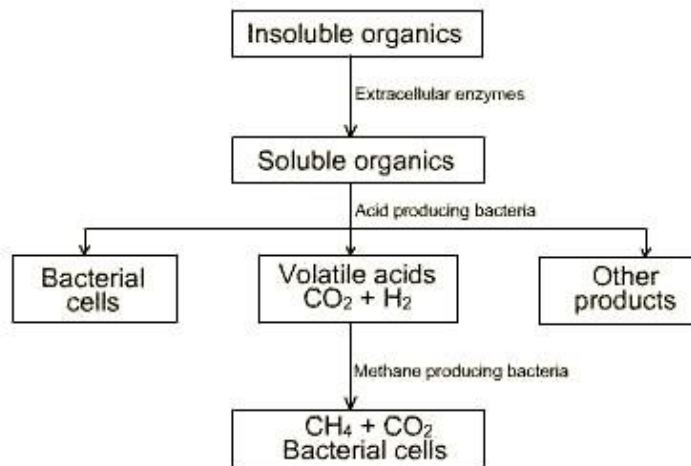 Insoluble organics
Extracellular enzymes
Soluble organics
Acid producing bacteria
Bacterial
cells
Volatile acids
CO₂ + H₂
Other
products
Methane producing bacteria
CH₄ + CO₂
Bacterial cells